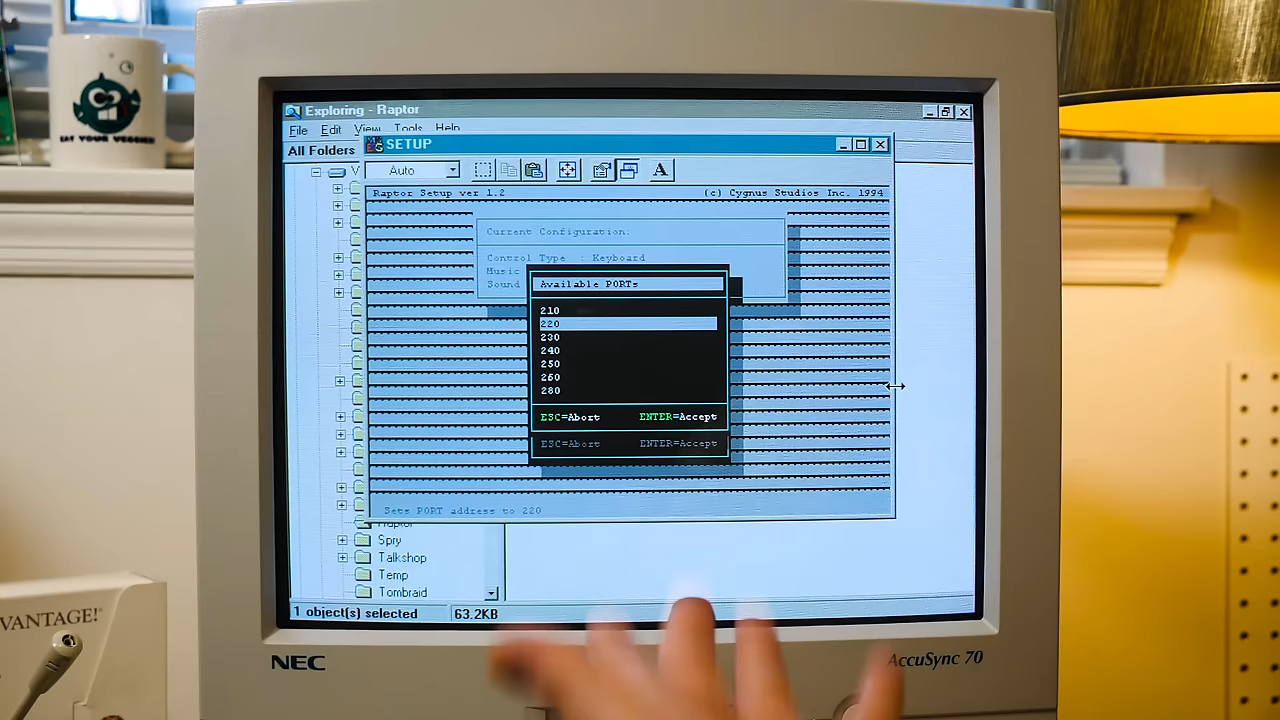 EAT YOUR VEGGIES
Exploring - Raptor
File Edit View Tools Help
All Folders
SETUP
Auto
A
Raptor Setup ver 1.2 (c) Cygnus Studios Inc. 1994
Current Configuration:
Control Type : Keyboard
Music
Sound
Available PORTs
210
220
230
240
250
260
280
ESC=Abort ENTER=Accept
ESC=Abort ENTER=Accept
Sets PORT address to 220
Raptor
Spry
Talkshop
Temp
Tombraid
1 object(s) selected 63.2KB
VANTAGE!
NEC
AccuSync 70